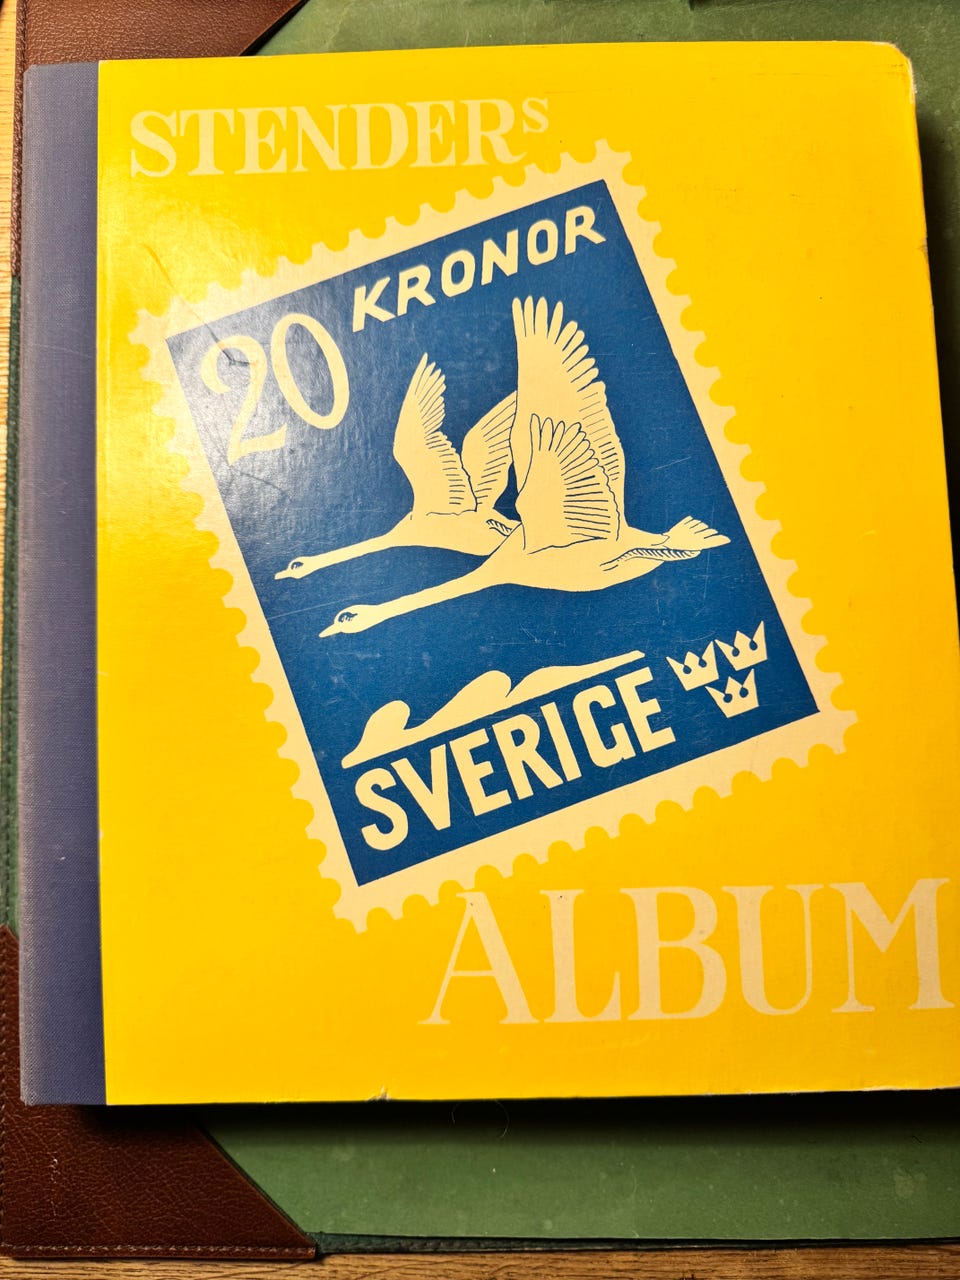 STENDERS
20 KRONOR
SVERIGE
ALBUM